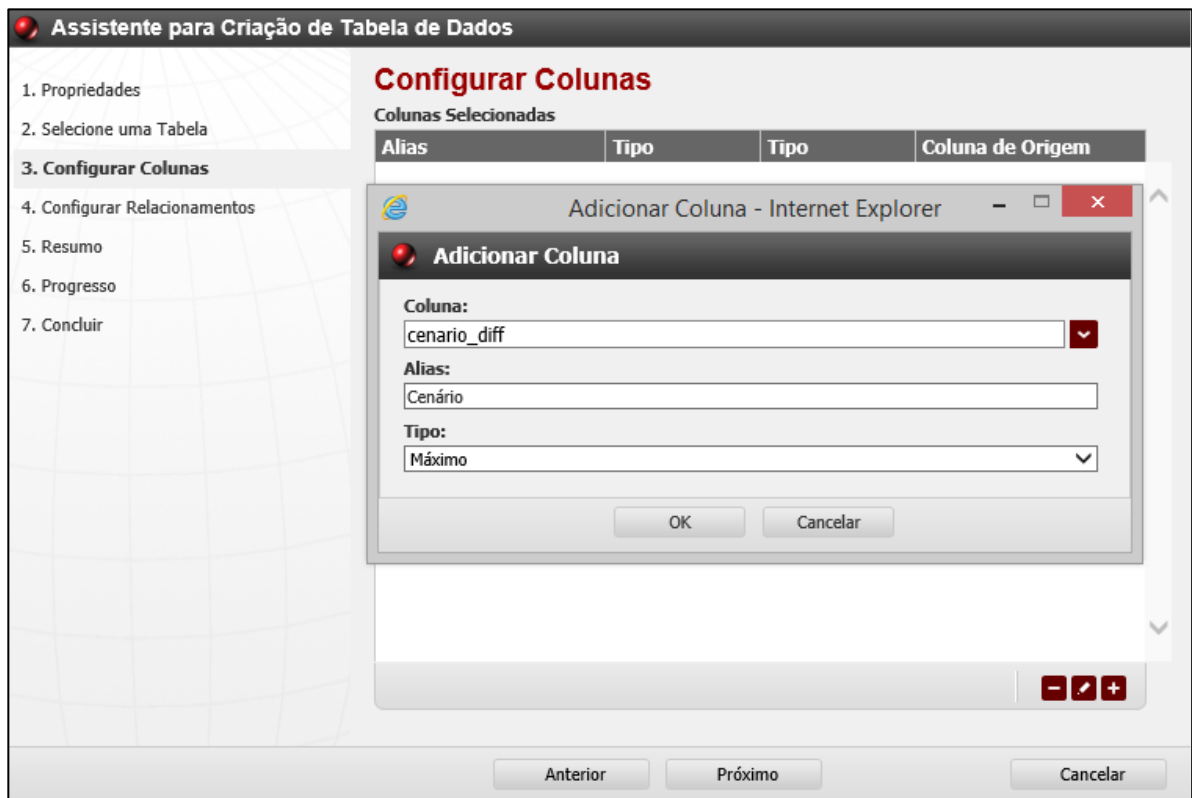 Assistente para Criação de Tabela de Dados
1. Propriedades
2. Selecione uma Tabela
3. Configurar Colunas
4. Configurar Relacionamentos
5. Resumo
6. Progresso
7. Concluir
Configurar Colunas
Colunas Selecionadas
Alias Tipo Tipo Coluna de Origem
Adicionar Coluna - Internet Explorer
Adicionar Coluna
Coluna:
cenario_diff
Alias:
Cenário
Tipo:
Máximo
OK Cancelar
Anterior Próximo Cancelar